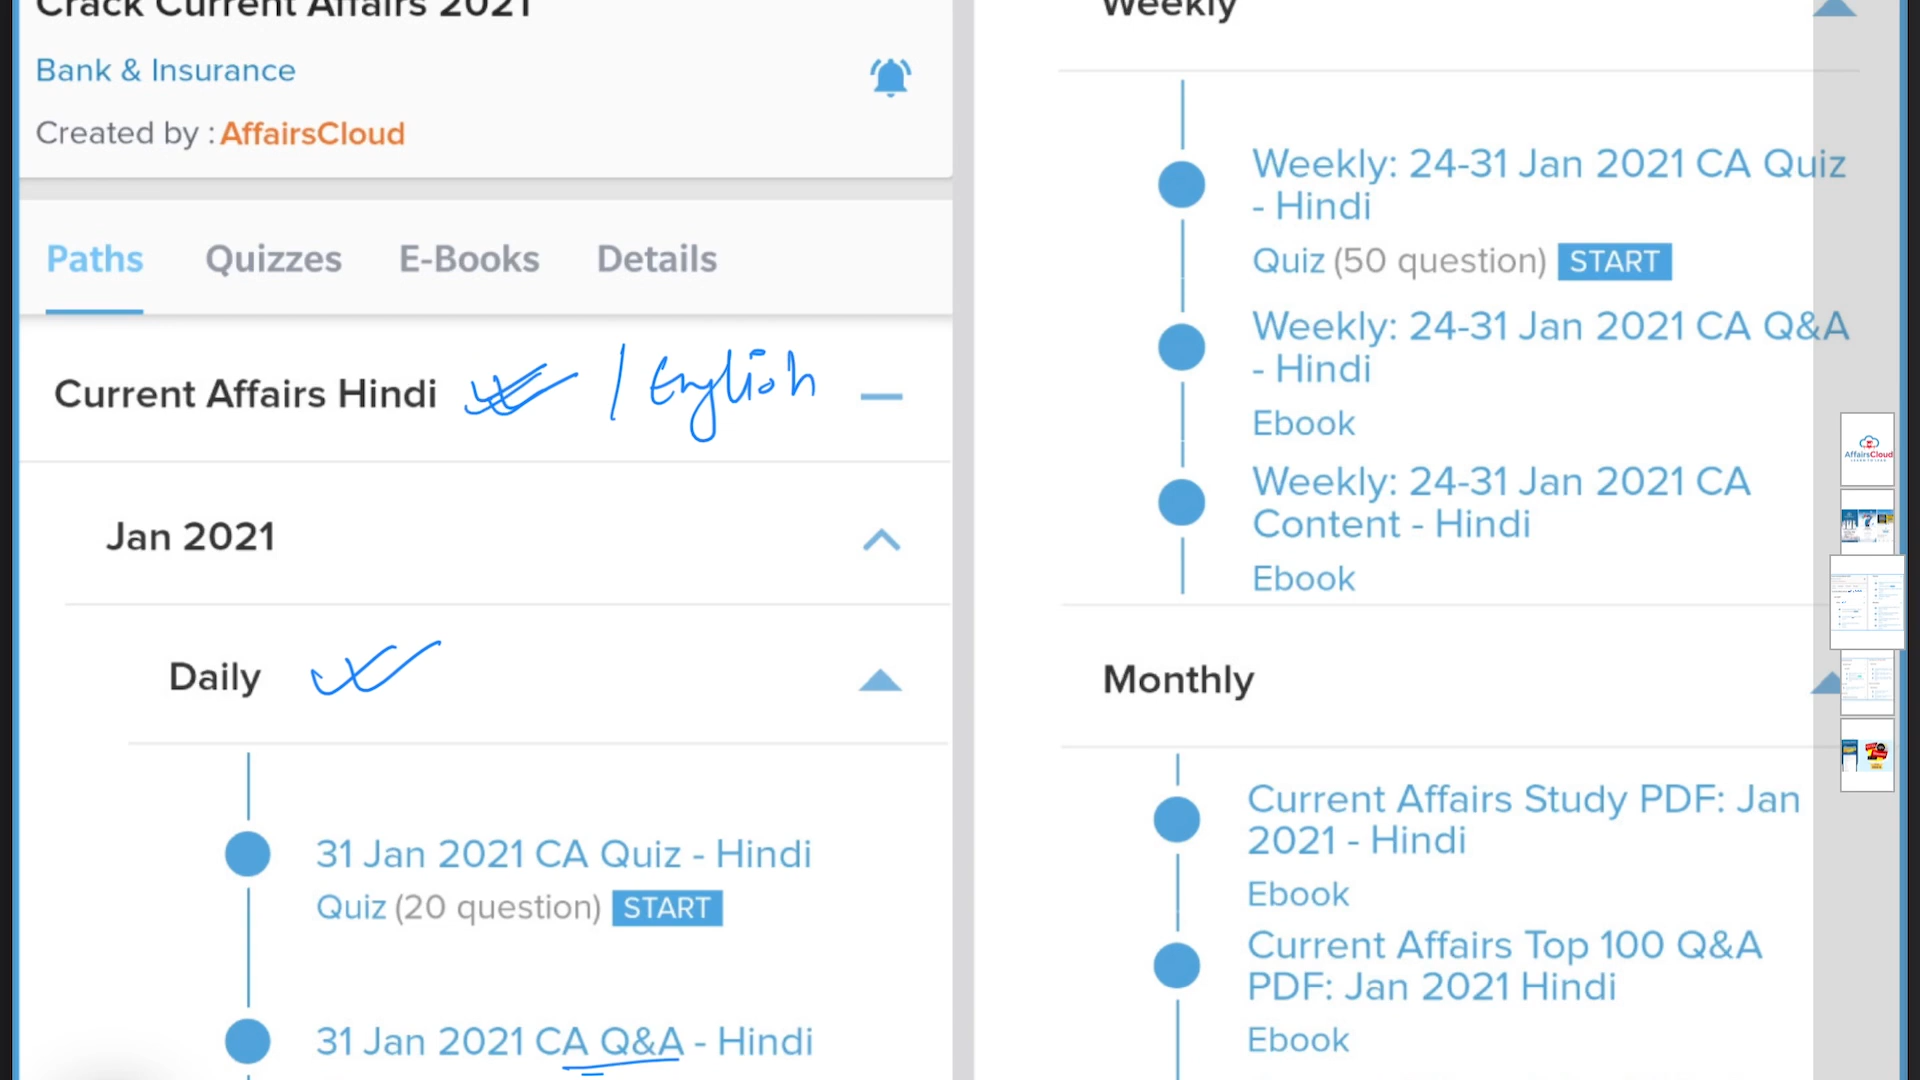 Crack Current Affairs 2021
Bank & Insurance
Created by : AffairsCloud
Paths Quizzes E-Books Details
Current Affairs Hindi / English
Jan 2021
Daily
31 Jan 2021 CA Quiz - Hindi
Quiz (20 question) START
31 Jan 2021 CA Q&A - Hindi
Weekly
Weekly: 24-31 Jan 2021 CA Quiz
- Hindi
Quiz (50 question) START
Weekly: 24-31 Jan 2021 CA Q&A
- Hindi
Ebook
Weekly: 24-31 Jan 2021 CA
Content - Hindi
Ebook
Monthly
Current Affairs Study PDF: Jan
2021 - Hindi
Ebook
Current Affairs Top 100 Q&A
PDF: Jan 2021 Hindi
Ebook
AffairsCloud